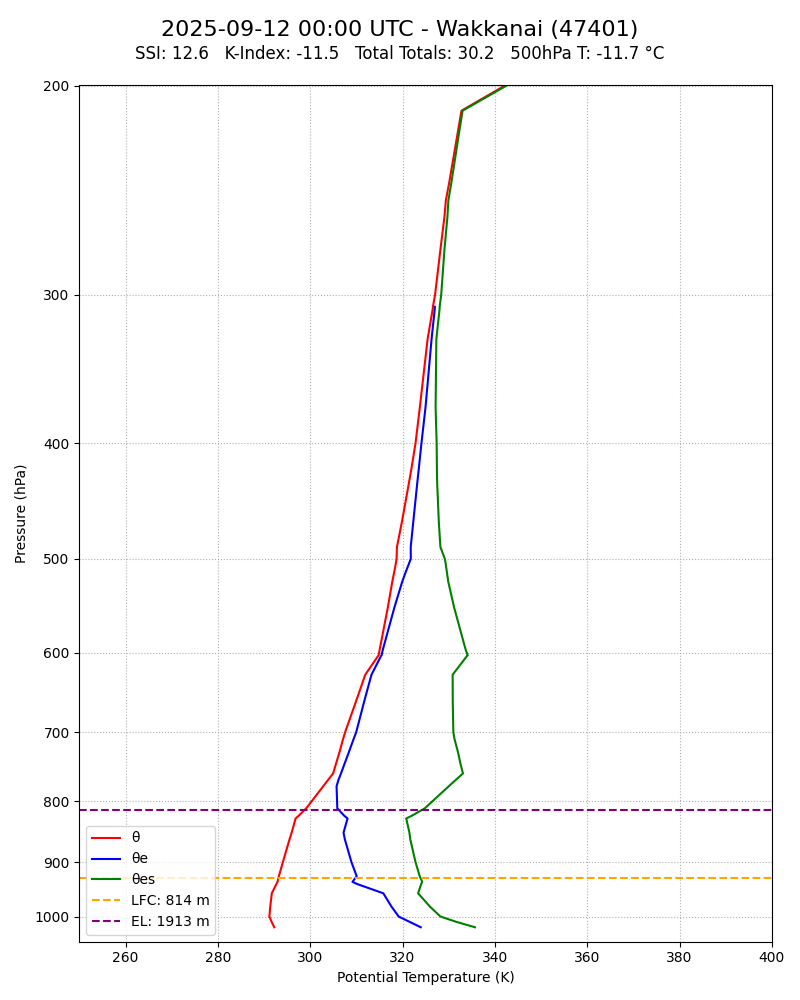 2025-09-12 00:00 UTC - Wakkanai (47401)
SSI: 12.6   K-Index: -11.5   Total Totals: 30.2   500hPa T: -11.7 °C
200
300
400
500
600
700
800
900
1000
Pressure (hPa)
θ
θe
θes
LFC: 814 m
EL: 1913 m
260
280
300
320
340
360
380
400
Potential Temperature (K)